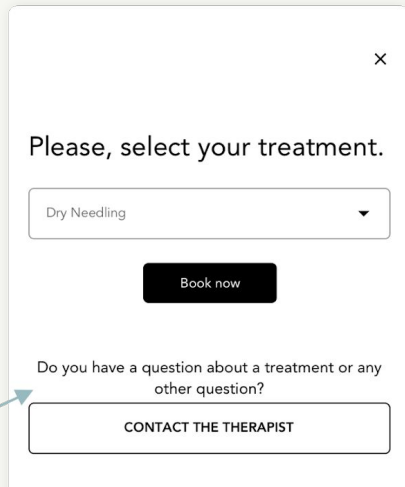 Please, select your treatment.
Dry Needling
Book now
Do you have a question about a treatment or any
other question?
CONTACT THE THERAPIST